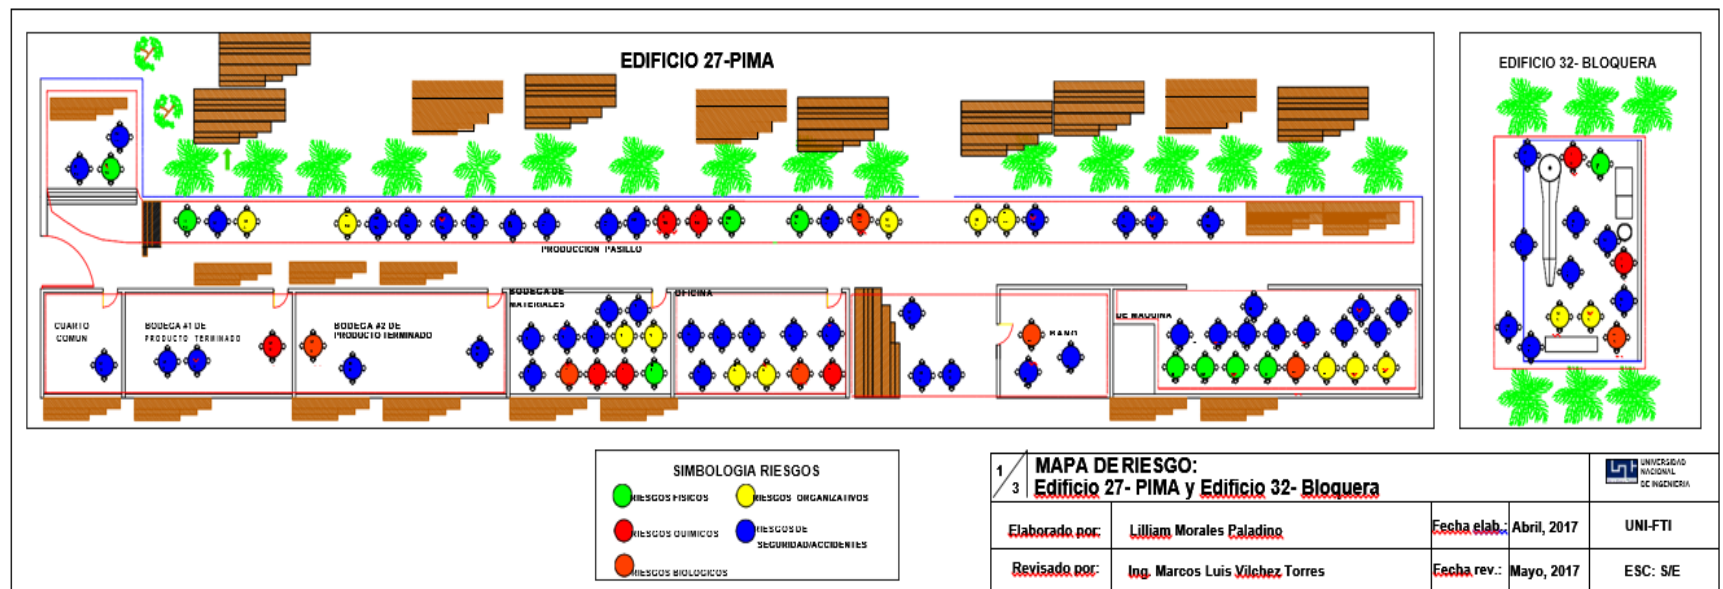 EDIFICIO 27-PIMA
EDIFICIO 32- BLOQUERA
PRODUCCION PASILLO
CUARTO
COMUN
BODEGA #1 DE
PRODUCTO TERMINADO
BODEGA #2 DE
PRODUCTO TERMINADO
BODEGA DE
MATERIALES
OFICINA
BANO
DE MAQUINA
SIMBOLOGIA RIESGOS
RIESGOS FISICOS
RIESGOS ORGANIZATIVOS
RIESGOS QUIMICOS
RIESGOS DE
SEGURIDAD/ACCIDENTES
RIESGOS BIOLOGICOS
1/3
MAPA DE RIESGO:
Edificio 27- PIMA y Edificio 32- Bloquera
UNIVERSIDAD
NACIONAL
DE INGENIERIA
Elaborado por: Lilliam Morales Paladino Fecha elab.: Abril, 2017 UNI-FTI
Revisado por: Ing. Marcos Luis Vilchez Torres Fecha rev.: Mayo, 2017 ESC: S/E